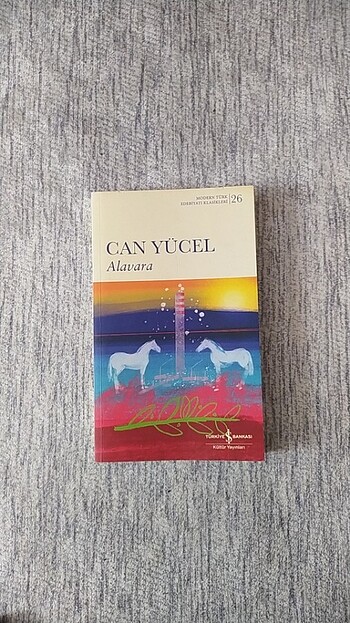 MODERN TÜRK
EDEBİYATI KLASİKLERİ | 26
CAN YÜCEL
Alavara
TÜRKİYE İŞ BANKASI
Kültür Yayınları